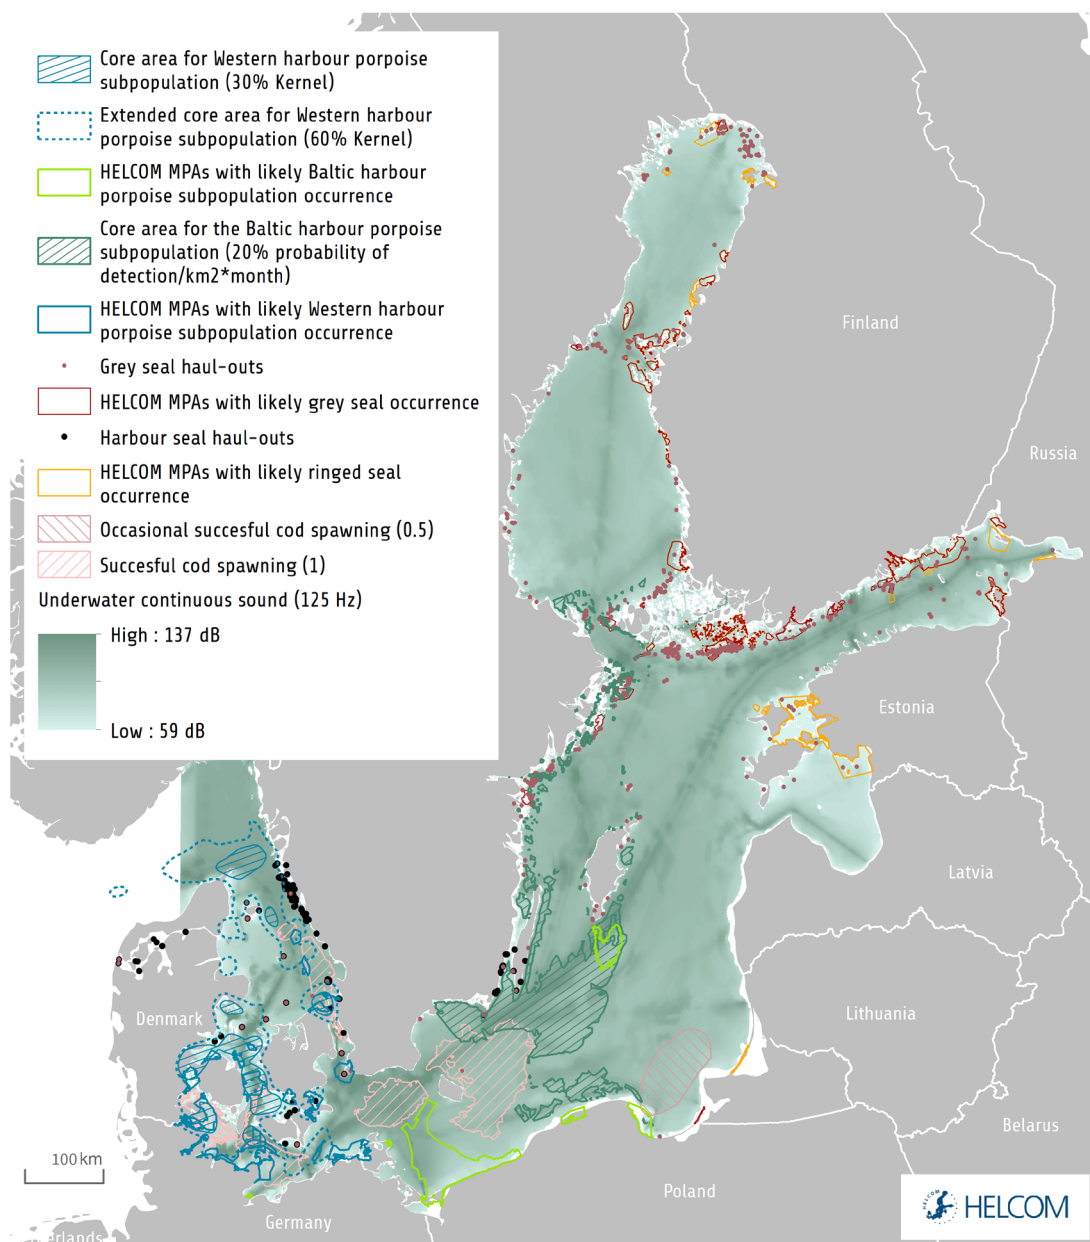 Core area for Western harbour porpoise
subpopulation (30% Kernel)
Extended core area for Western harbour
porpoise subpopulation (60% Kernel)
HELCOM MPAs with likely Baltic harbour
porpoise subpopulation occurrence
Core area for the Baltic harbour porpoise
subpopulation (20% probability of
detection/km2*month)
HELCOM MPAs with likely Western harbour
porpoise subpopulation occurrence
Grey seal haul-outs
HELCOM MPAs with likely grey seal occurrence
Harbour seal haul-outs
HELCOM MPAs with likely ringed seal
occurrence
Occasional succesful cod spawning (0.5)
Succesful cod spawning (1)
Underwater continuous sound (125 Hz)
High : 137 dB
Low : 59 dB
Finland
Russia
Estonia
Latvia
Lithuania
Denmark
Belarus
100 km
Poland
Germany
erlands
HELCOM